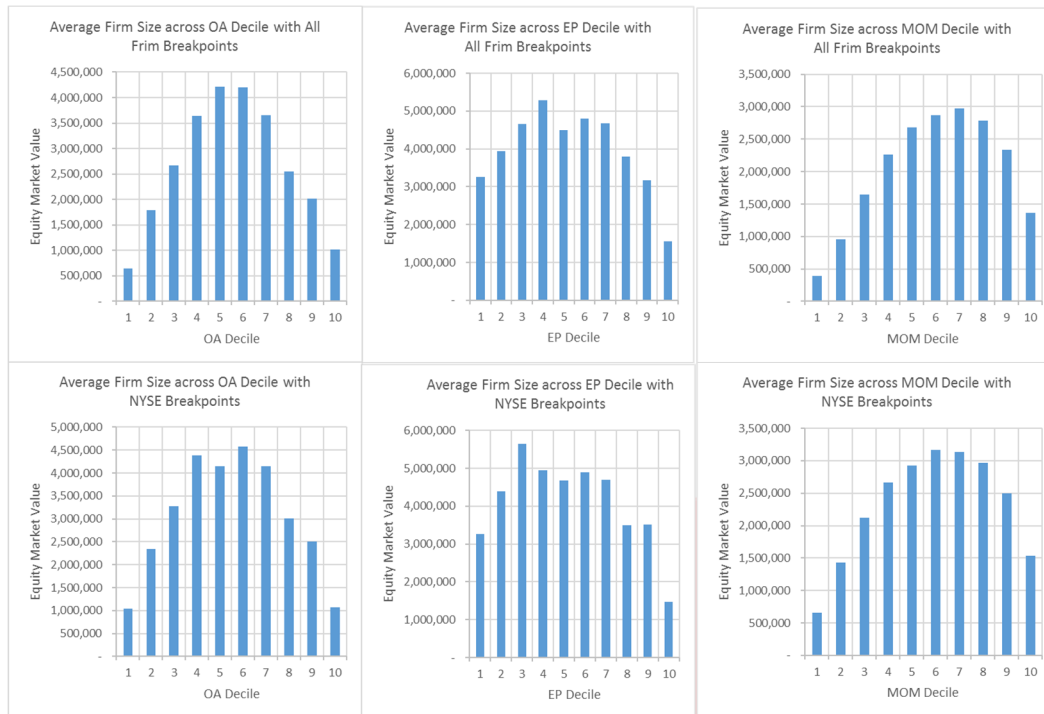 Average Firm Size across OA Decile with All
Frim Breakpoints
Equity Market Value
4,500,000
4,000,000
3,500,000
3,000,000
2,500,000
2,000,000
1,500,000
1,000,000
500,000
-
1 2 3 4 5 6 7 8 9 10
OA Decile
Average Firm Size across EP Decile with
All Frim Breakpoints
Equity Market Value
6,000,000
5,000,000
4,000,000
3,000,000
2,000,000
1,000,000
-
1 2 3 4 5 6 7 8 9 10
EP Decile
Average Firm Size across MOM Decile with
All Frim Breakpoints
Equity Market Value
3,500,000
3,000,000
2,500,000
2,000,000
1,500,000
1,000,000
500,000
-
1 2 3 4 5 6 7 8 9 10
MOM Decile
Average Firm Size across OA Decile with
NYSE Breakpoints
Equity Market Value
5,000,000
4,500,000
4,000,000
3,500,000
3,000,000
2,500,000
2,000,000
1,500,000
1,000,000
500,000
-
1 2 3 4 5 6 7 8 9 10
OA Decile
Average Firm Size across EP Decile with
NYSE Breakpoints
Equity Market Value
6,000,000
5,000,000
4,000,000
3,000,000
2,000,000
1,000,000
-
1 2 3 4 5 6 7 8 9 10
EP Decile
Average Firm Size across MOM Decile with
NYSE Breakpoints
Equity Market Value
3,500,000
3,000,000
2,500,000
2,000,000
1,500,000
1,000,000
500,000
-
1 2 3 4 5 6 7 8 9 10
MOM Decile